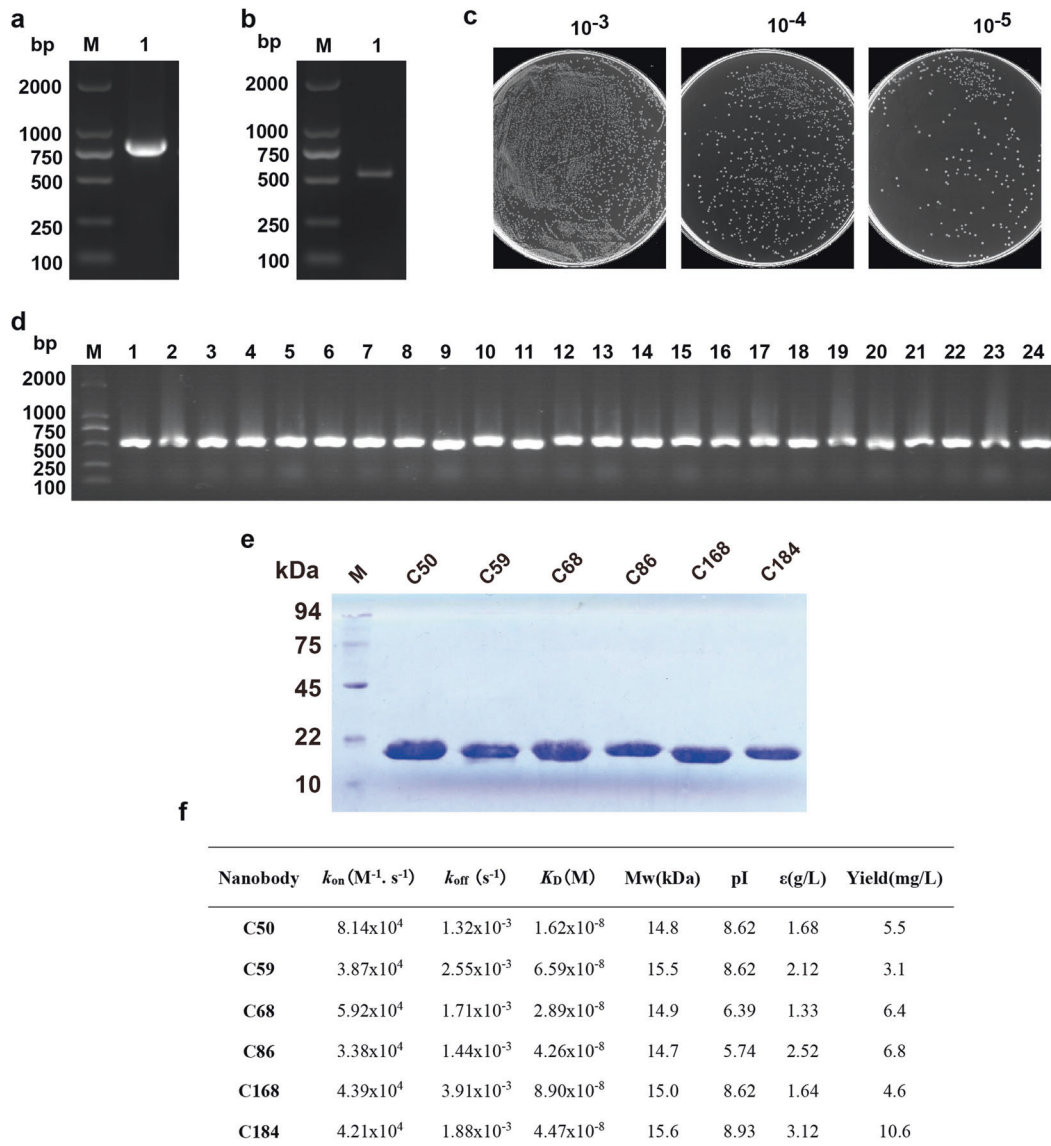 a
bp M 1
2000
1000
750
500
250
100
b
bp M 1
2000
1000
750
500
250
100
c
10-3 10-4 10-5
d
bp M 1 2 3 4 5 6 7 8 9 10 11 12 13 14 15 16 17 18 19 20 21 22 23 24
2000
1000
750
500
250
100
e
kDa M C50 C59 C68 C86 C168 C184
94
75
45
22
10
f
Nanobody kon (M-1. s-1) koff (s-1) KD (M) Mw(kDa) pI ε(g/L) Yield(mg/L)
C50 8.14x104 1.32x10-3 1.62x10-8 14.8 8.62 1.68 5.5
C59 3.87x104 2.55x10-3 6.59x10-8 15.5 8.62 2.12 3.1
C68 5.92x104 1.71x10-3 2.89x10-8 14.9 6.39 1.33 6.4
C86 3.38x104 1.44x10-3 4.26x10-8 14.7 5.74 2.52 6.8
C168 4.39x104 3.91x10-3 8.90x10-8 15.0 8.62 1.64 4.6
C184 4.21x104 1.88x10-3 4.47x10-8 15.6 8.93 3.12 10.6